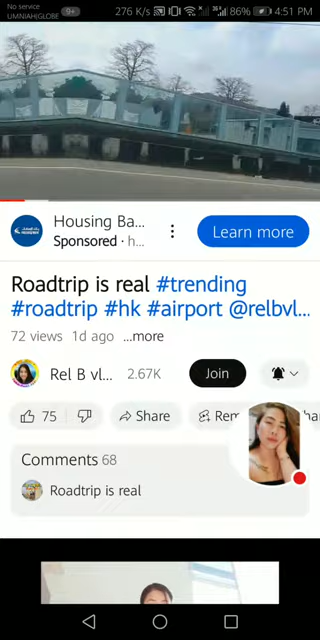 No service
UMNIAH|GLOBE
9+
276 K/s
86%
4:51 PM
Housing Ba...
Sponsored · h...
Learn more
Roadtrip is real #trending
#roadtrip #hk #airport @relbvl...
72 views 1d ago ...more
Rel B vl... 2.67K
Join
75
Share
Rem
Comments 68
Roadtrip is real